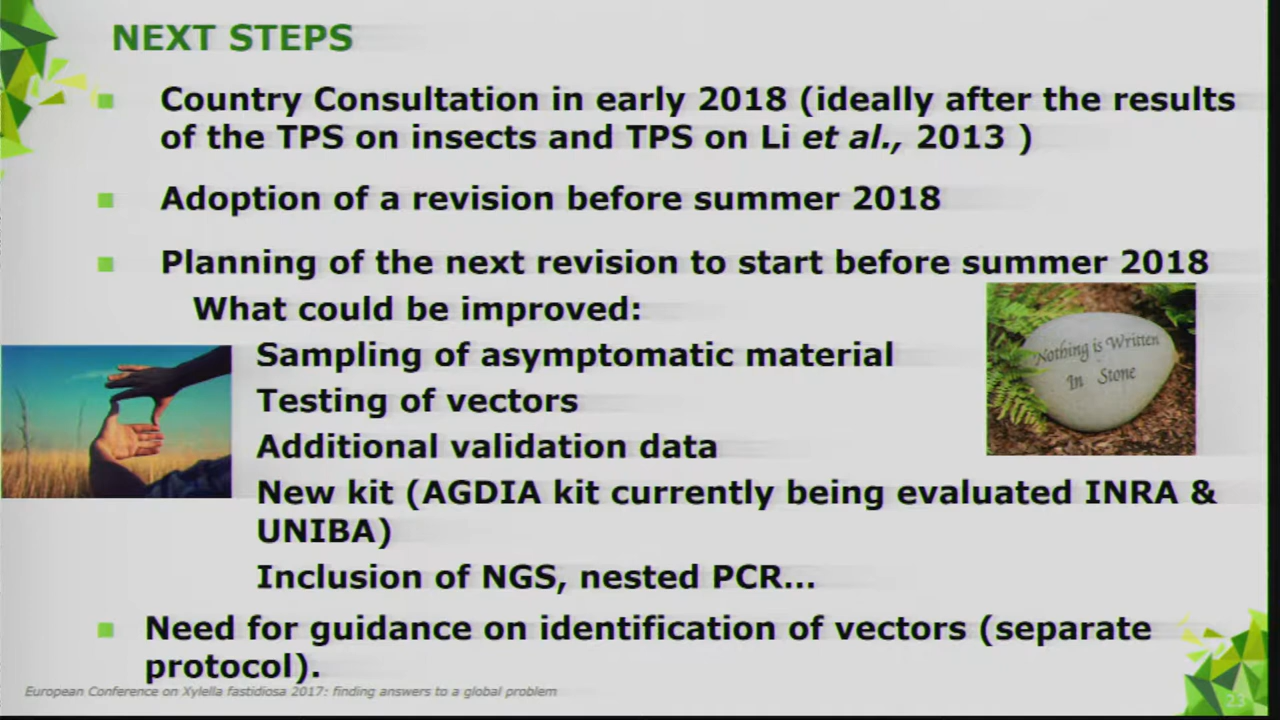 NEXT STEPS
Country Consultation in early 2018 (ideally after the results
of the TPS on insects and TPS on Li et al., 2013 )
Adoption of a revision before summer 2018
Planning of the next revision to start before summer 2018
What could be improved:
Nothing is Written
In Stone
Sampling of asymptomatic material
Testing of vectors
Additional validation data
New kit (AGDIA kit currently being evaluated INRA &
UNIBA)
Inclusion of NGS, nested PCR...
Need for guidance on identification of vectors (separate
protocol).
European Conference on Xylella fastidiosa 2017: finding answers to a global problem
23